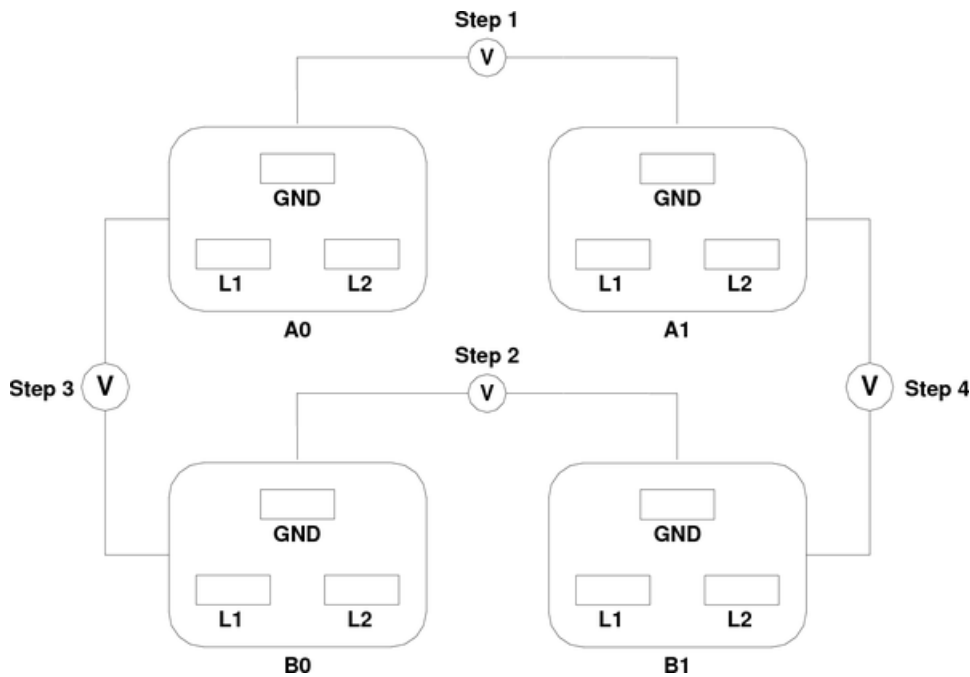 Step 1
V
GND
GND
L1 L2
L1 L2
A0
A1
Step 2
V
Step 3
V
V
Step 4
GND
GND
L1 L2
L1 L2
B0
B1